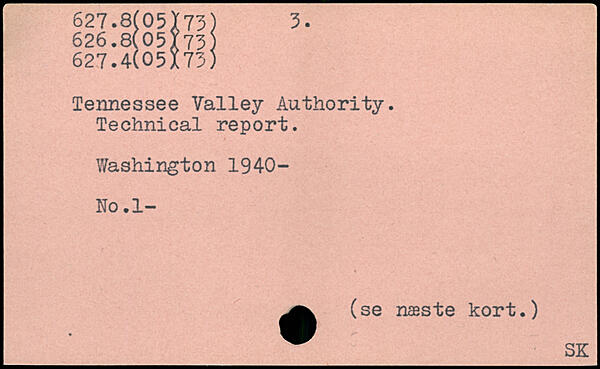 627.8(05)(73) 3.
626.8(05)(73)
627.4(05)(73)
Tennessee Valley Authority.
Technical report.
Washington 1940-
No.1-
(se næste kort.)
SK